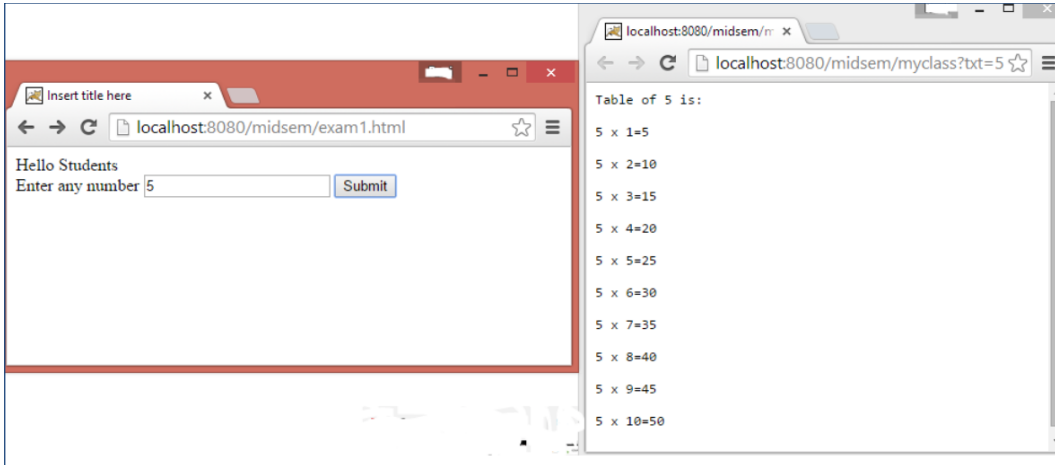 Insert title here
localhost:8080/midsem/exam1.html
Hello Students
Enter any number 5 Submit
localhost:8080/midsem/m
localhost:8080/midsem/myclass?txt=5
Table of 5 is:
5 x 1=5
5 x 2=10
5 x 3=15
5 x 4=20
5 x 5=25
5 x 6=30
5 x 7=35
5 x 8=40
5 x 9=45
5 x 10=50